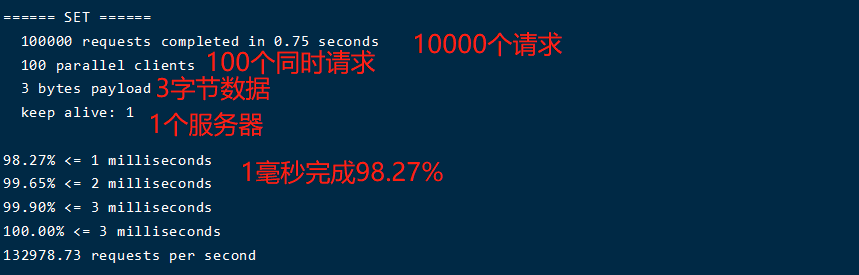 ====== SET ======
100000 requests completed in 0.75 seconds 10000个请求
100 parallel clients 100个同时请求
3 bytes payload 3字节数据
keep alive: 1
1个服务器
98.27% <= 1 milliseconds
1毫秒完成98.27%
99.65% <= 2 milliseconds
99.90% <= 3 milliseconds
100.00% <= 3 milliseconds
132978.73 requests per second